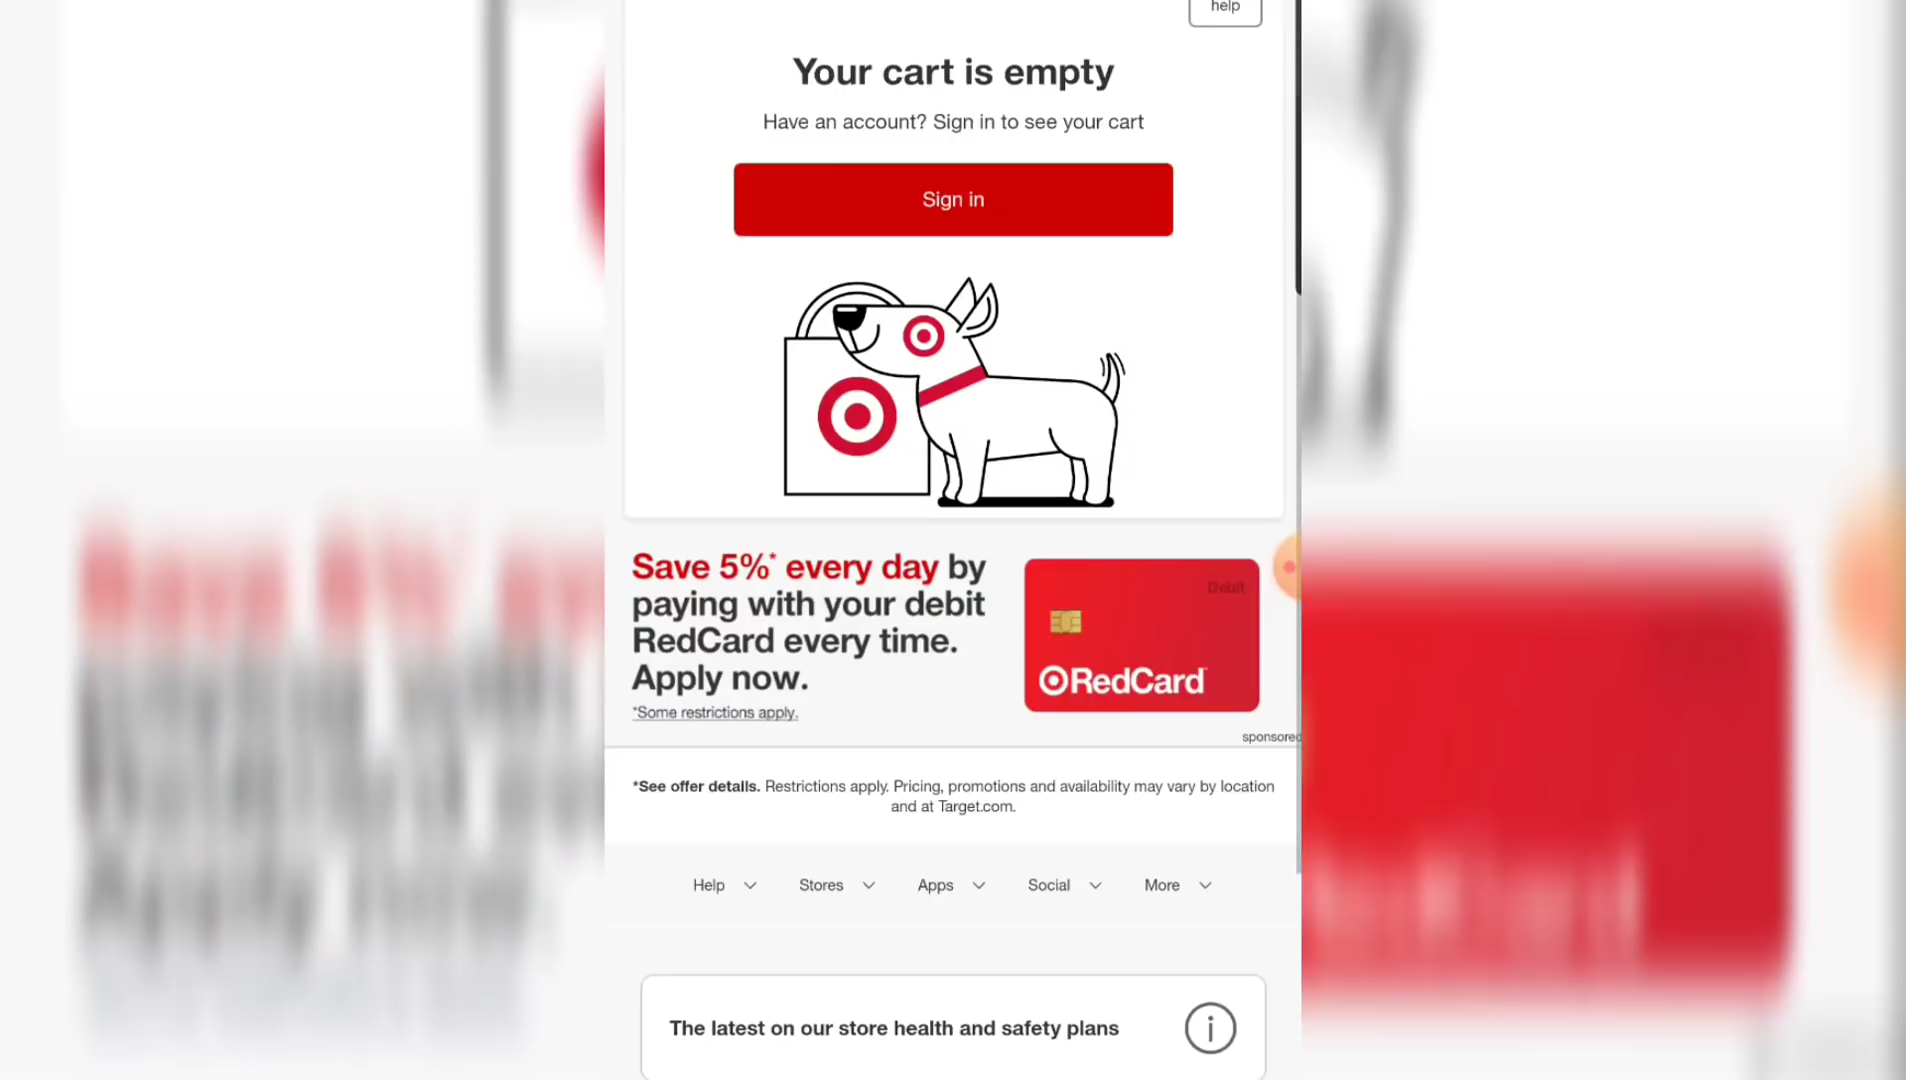 help
Your cart is empty
Have an account? Sign in to see your cart
Sign in
Save 5%* every day by
paying with your debit
RedCard every time.
Apply now.
*Some restrictions apply.
Debit
RedCard
sponsored
*See offer details. Restrictions apply. Pricing, promotions and availability may vary by location
and at Target.com.
Help
Stores
Apps
Social
More
The latest on our store health and safety plans